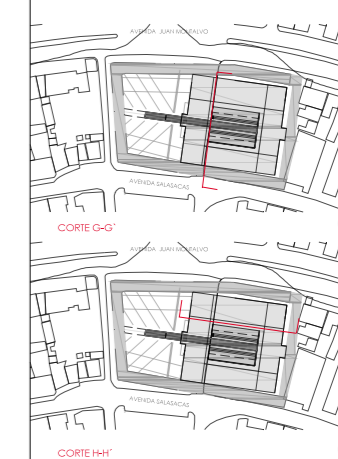 AVENIDA JUAN MONTALVO
AVENIDA SALASACAS
CORTE G-G´
AVENIDA JUAN MONTALVO
AVENIDA SALASACAS
CORTE H-H´